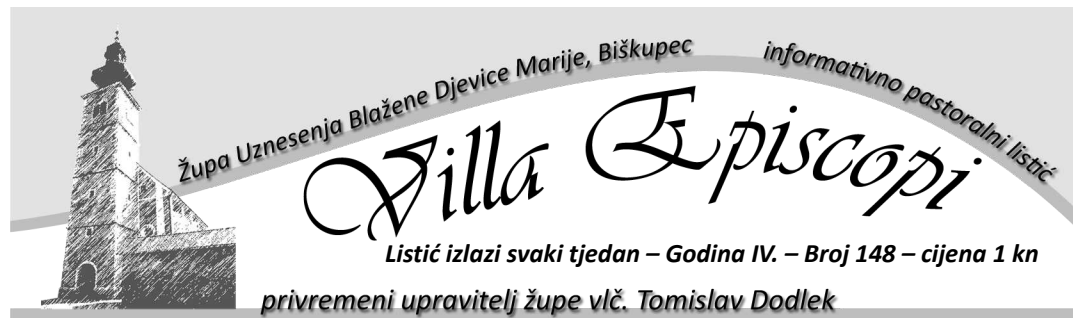 Župa Uznesenja Blažene Djevice Marije, Biškupec
informativno pastoralni listić
Villa Episcopi
Listić izlazi svaki tjedan – Godina IV. – Broj 148 – cijena 1 kn
privremeni upravitelj župe vlč. Tomislav Dodlek